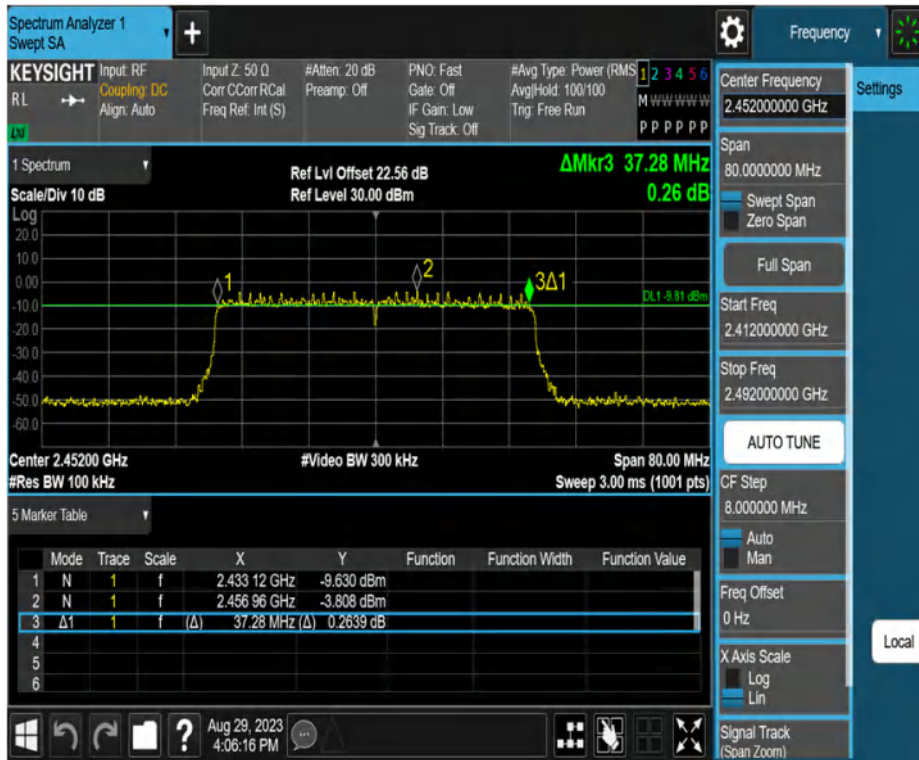 Spectrum Analyzer 1
Swept SA
Frequency
KEYSIGHT Input: RF Input Z: 50 Ω #Atten: 20 dB PNO: Fast #Avg Type: Power (RMS 1 2 3 4 5 6
RL Coupling: DC Corr CCorr RCal Preamp: Off Gate: Off Avg|Hold: 100/100 M W W W W W
Align: Auto Freq Ref: Int (S) IF Gain: Low Trig: Free Run
LXI Sig Track: Off P P P P P P
1 Spectrum
Ref Lvl Offset 22.56 dB ΔMkr3 37.28 MHz
Scale/Div 10 dB Ref Level 30.00 dBm 0.26 dB
Log
20.0
10.0
0.00
-10.0
-20.0
-30.0
-40.0
-50.0
-60.0
1
2
3Δ1
DL1 -9.81 dBm
Center 2.45200 GHz #Video BW 300 kHz Span 80.00 MHz
#Res BW 100 kHz Sweep 3.00 ms (1001 pts)
5 Marker Table
Mode Trace Scale X Y Function Function Width Function Value
1 N 1 f 2.433 12 GHz -9.630 dBm
2 N 1 f 2.456 96 GHz -3.808 dBm
3 Δ1 1 f (Δ) 37.28 MHz (Δ) 0.2639 dB
4
5
6
?
Aug 29, 2023
4:06:16 PM
Center Frequency
2.452000000 GHz
Span
80.0000000 MHz
Swept Span
Zero Span
Full Span
Start Freq
2.412000000 GHz
Stop Freq
2.492000000 GHz
AUTO TUNE
CF Step
8.000000 MHz
Auto
Man
Freq Offset
0 Hz
X Axis Scale
Log
Lin
Signal Track
(Span Zoom)
Settings
Local